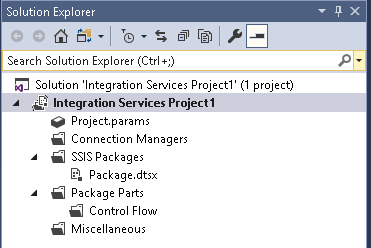 Solution Explorer
Search Solution Explorer (Ctrl+;)
Solution 'Integration Services Project1' (1 project)
Integration Services Project1
Project.params
Connection Managers
SSIS Packages
Package.dtsx
Package Parts
Control Flow
Miscellaneous